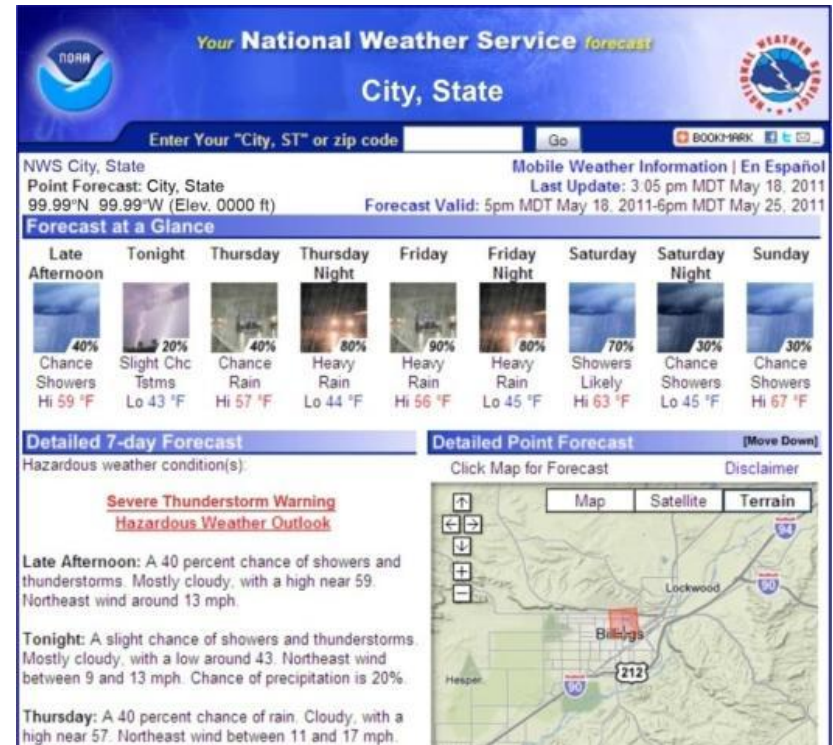 NOAA
Your National Weather Service forecast
City, State
NATIONAL WEATHER SERVICE
Enter Your "City, ST" or zip code
Go
BOOKMARK
NWS City, State
Mobile Weather Information | En Español
Point Forecast: City, State
Last Update: 3:05 pm MDT May 18, 2011
99.99°N 99.99°W (Elev. 0000 ft)
Forecast Valid: 5pm MDT May 18, 2011-6pm MDT May 25, 2011
Forecast at a Glance
Late Afternoon
40%
Chance Showers
Hi 59 °F
Tonight
20%
Slight Chc Tstms
Lo 43 °F
Thursday
40%
Chance Rain
Hi 57 °F
Thursday Night
80%
Heavy Rain
Lo 44 °F
Friday
90%
Heavy Rain
Hi 56 °F
Friday Night
80%
Heavy Rain
Lo 45 °F
Saturday
70%
Showers Likely
Hi 63 °F
Saturday Night
30%
Chance Showers
Lo 45 °F
Sunday
30%
Chance Showers
Hi 67 °F
Detailed 7-day Forecast
Hazardous weather condition(s):
Severe Thunderstorm Warning
Hazardous Weather Outlook
Late Afternoon: A 40 percent chance of showers and
thunderstorms. Mostly cloudy, with a high near 59.
Northeast wind around 13 mph.
Tonight: A slight chance of showers and thunderstorms.
Mostly cloudy, with a low around 43. Northeast wind
between 9 and 13 mph. Chance of precipitation is 20%.
Thursday: A 40 percent chance of rain. Cloudy, with a
high near 57. Northeast wind between 11 and 17 mph.
Detailed Point Forecast
[Move Down]
Click Map for Forecast
Disclaimer
Map
Satellite
Terrain
94
Lockwood
90
Billings
212
Hesper
90